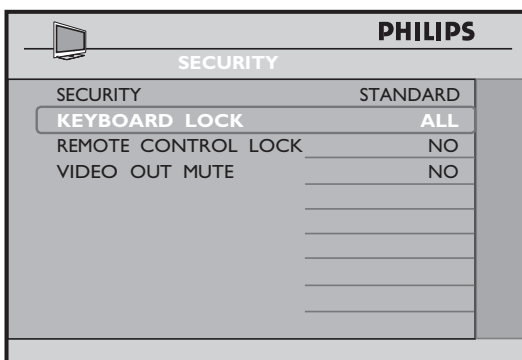 PHILIPS
SECURITY
SECURITY STANDARD
KEYBOARD LOCK ALL
REMOTE CONTROL LOCK NO
VIDEO OUT MUTE NO